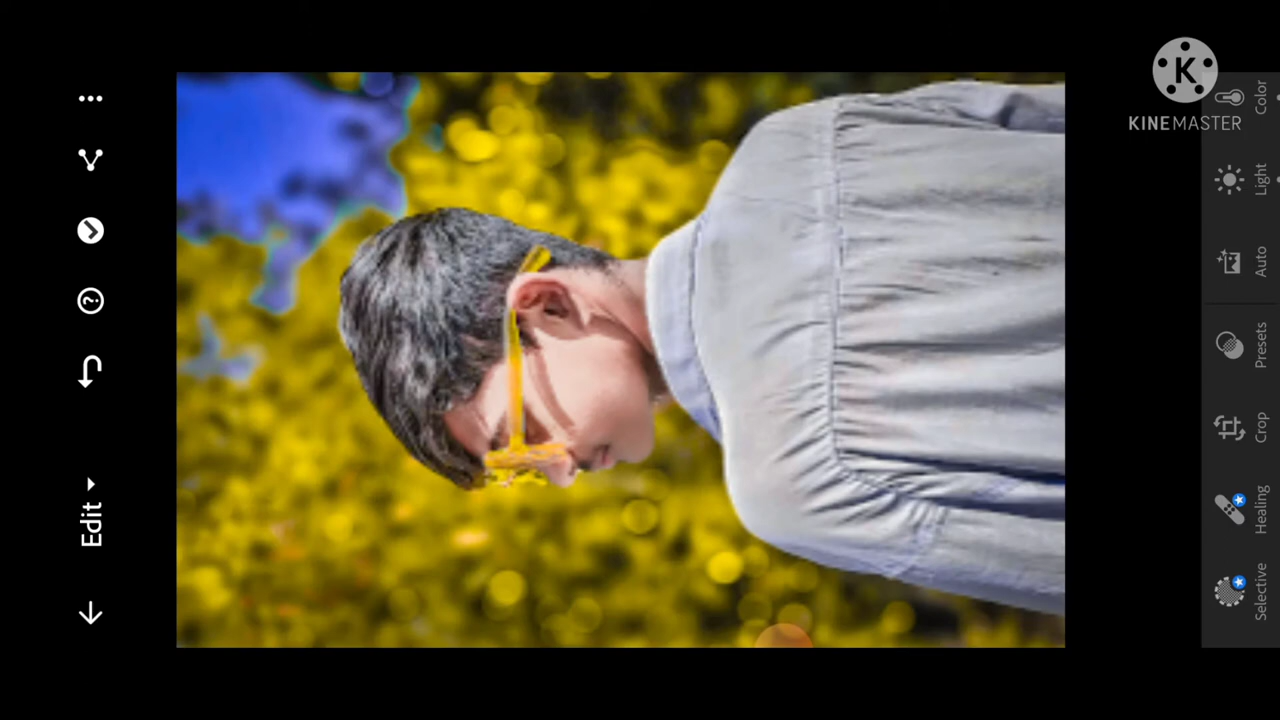 KINEMASTER
Edit
Selective
Healing
Crop
Presets
Auto
Light
Color